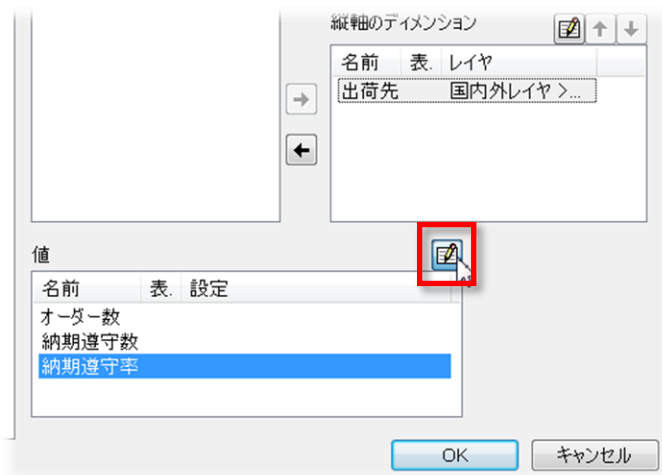 縦軸のディメンション
名前 表. レイヤ
出荷先 国内外レイヤ >...
値
名前 表. 設定
オーダー数
納期遵守数
納期遵守率
OK キャンセル